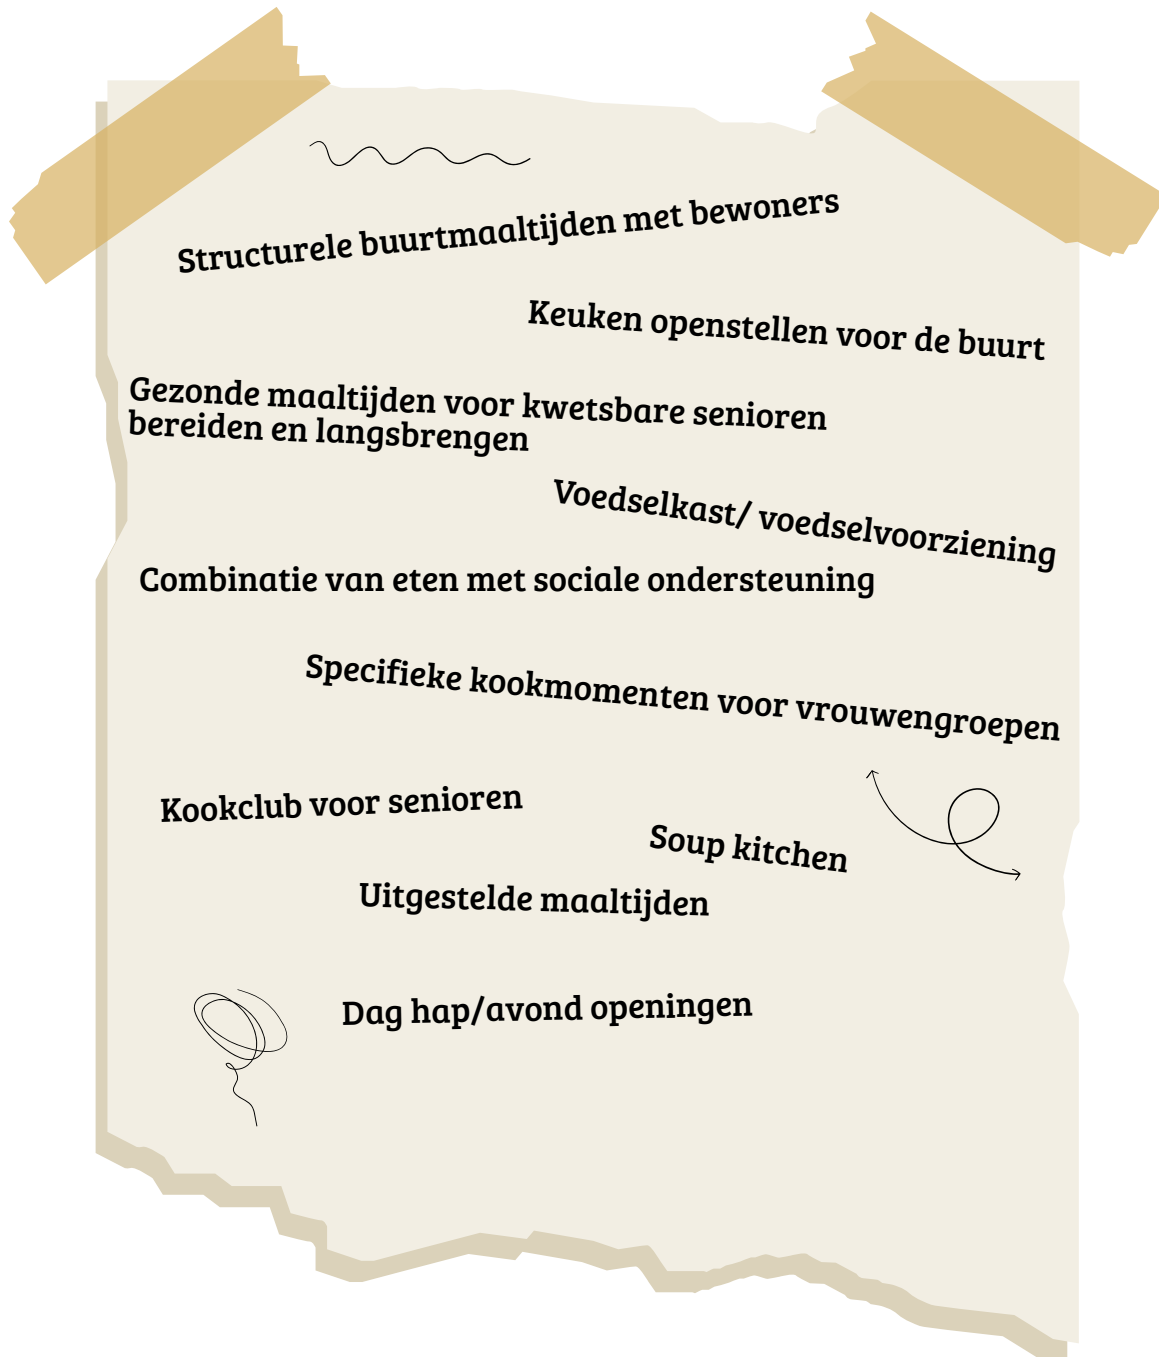 Structurele buurtmaaltijden met bewoners
Keuken openstellen voor de buurt
Gezonde maaltijden voor kwetsbare senioren
bereiden en langsbrengen
Voedselkast/ voedselvoorziening
Combinatie van eten met sociale ondersteuning
Specifieke kookmomenten voor vrouwengroepen
Kookclub voor senioren
Soup kitchen
Uitgestelde maaltijden
Dag hap/avond openingen